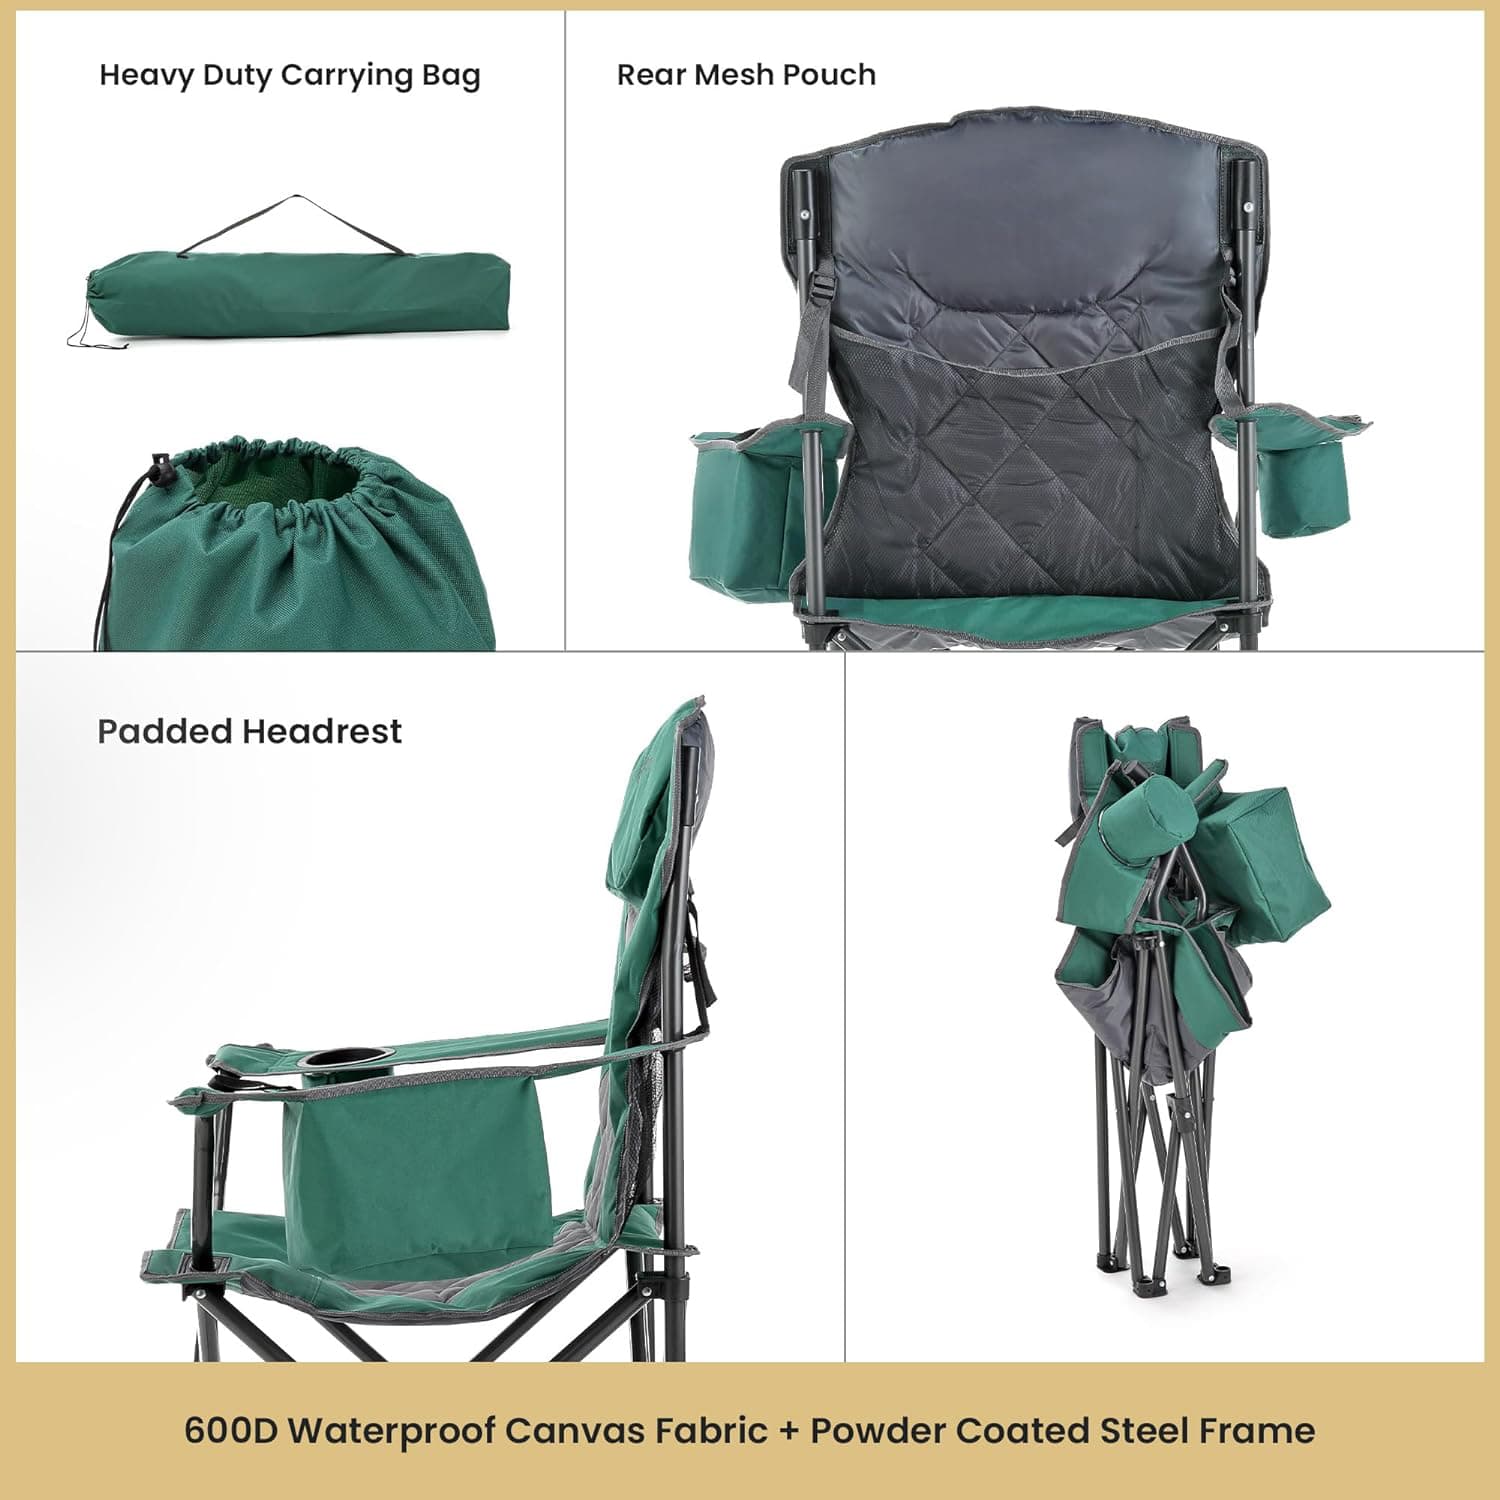 Heavy Duty Carrying Bag
Rear Mesh Pouch
Padded Headrest
600D Waterproof Canvas Fabric + Powder Coated Steel Frame